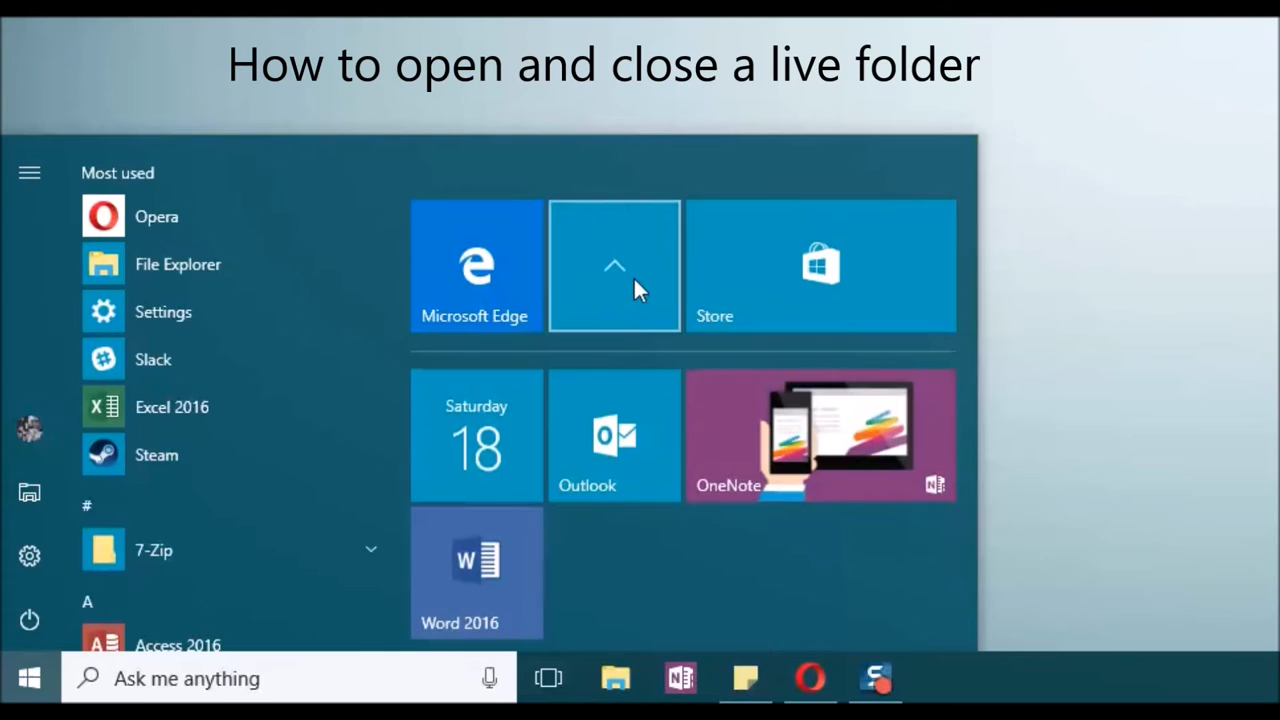 How to open and close a live folder
Most used
Opera
File Explorer
Settings
Slack
Excel 2016
Steam
#
7-Zip
A
Access 2016
Microsoft Edge
Store
Saturday
18
Outlook
OneNote
Word 2016
Ask me anything